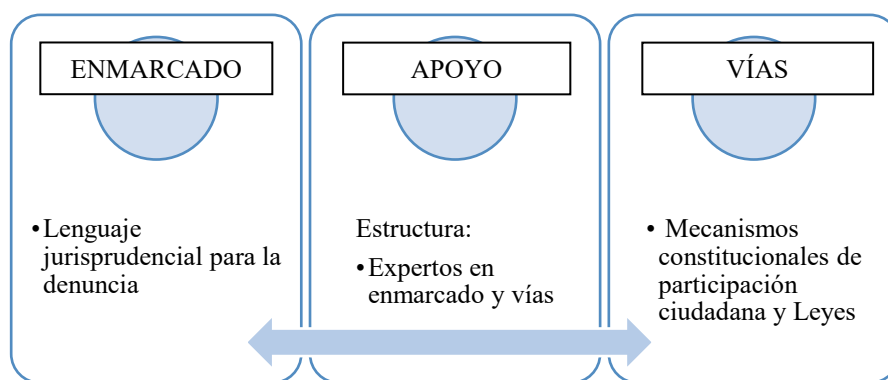 ENMARCADO
•Lenguaje
jurisprudencial para la
denuncia
APOYO
Estructura:
•Expertos en
enmarcado y vías
VÍAS
• Mecanismos
constitucionales de
participación
ciudadana y Leyes